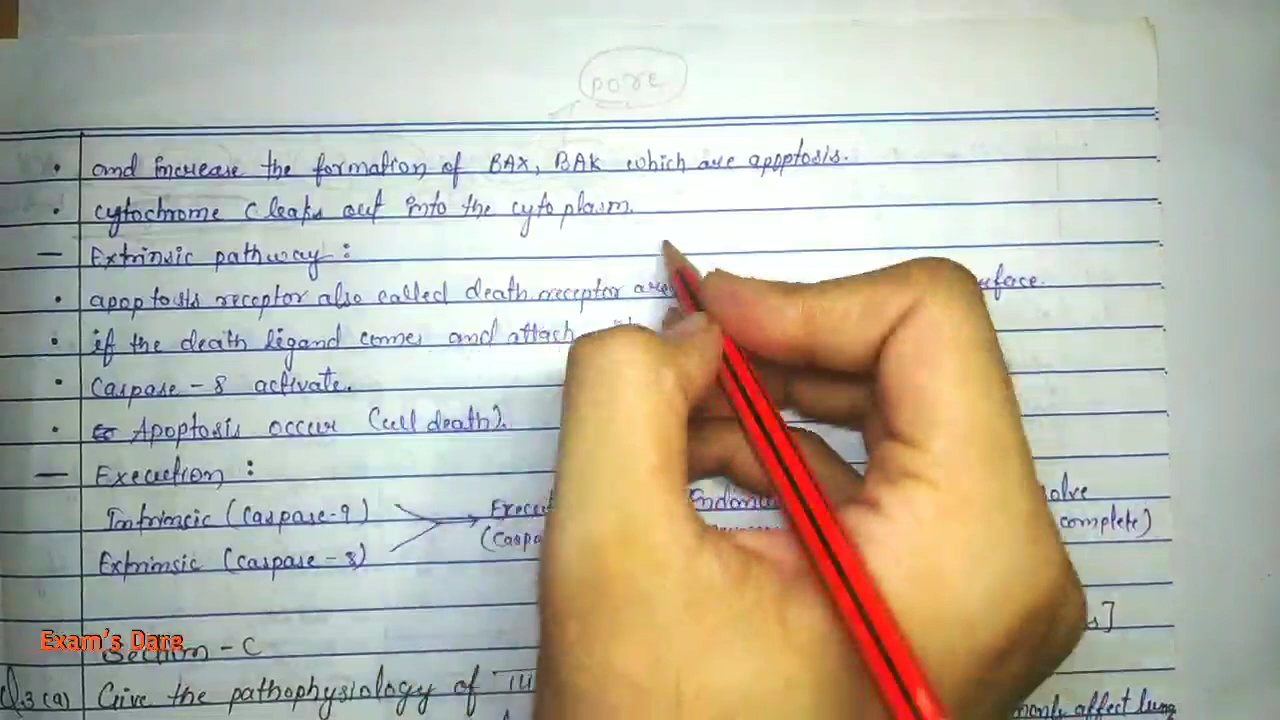 pore
• and increase the formation of BAX, BAK which are apoptosis.
• cytochrome C leaks out into the cytoplasm.
— Extrinsic pathway :
• apoptosis receptor also called death receptor are
• if the death ligand comes and attach
• Caspase - 8 activate.
• Apoptosis occur (cell death).
— Execution :
Intrinsic (caspase-9)
Extrinsic (caspase - 8)
complete)
Exam's Dare
Section - C
Q.3 (a) Give the pathophysiology of
affect lung